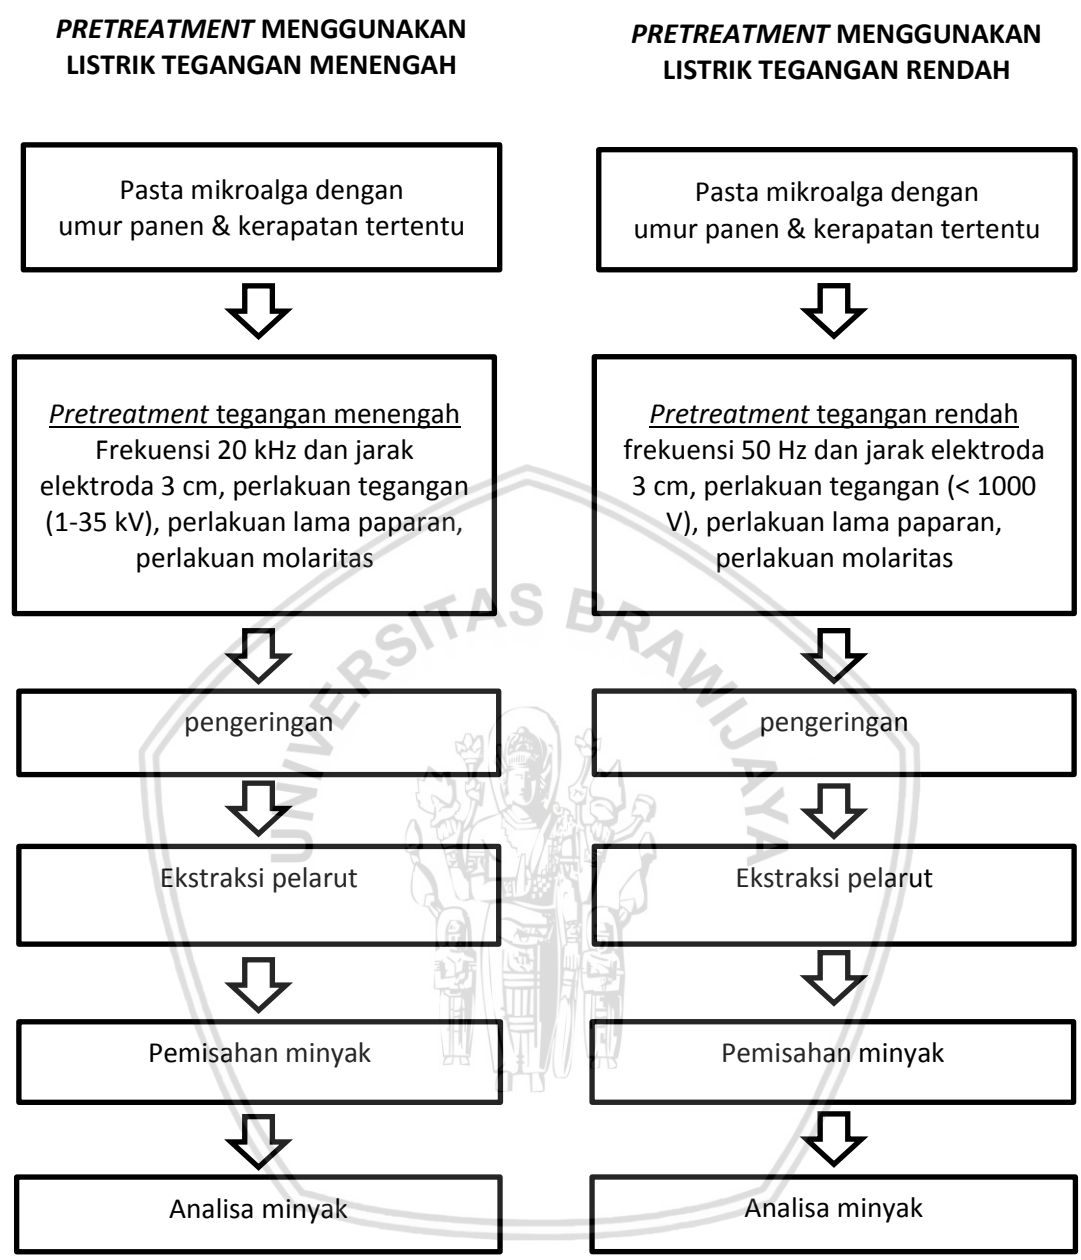 PRETREATMENT MENGGUNAKAN
LISTRIK TEGANGAN MENENGAH
Pasta mikroalga dengan
umur panen & kerapatan tertentu
Pretreatment tegangan menengah
Frekuensi 20 kHz dan jarak
elektroda 3 cm, perlakuan tegangan
(1-35 kV), perlakuan lama paparan,
perlakuan molaritas
pengeringan
Ekstraksi pelarut
Pemisahan minyak
Analisa minyak
PRETREATMENT MENGGUNAKAN
LISTRIK TEGANGAN RENDAH
Pasta mikroalga dengan
umur panen & kerapatan tertentu
Pretreatment tegangan rendah
frekuensi 50 Hz dan jarak elektroda
3 cm, perlakuan tegangan (< 1000
V), perlakuan lama paparan,
perlakuan molaritas
pengeringan
Ekstraksi pelarut
Pemisahan minyak
Analisa minyak
UNIVERSITAS BRAWIJAYA